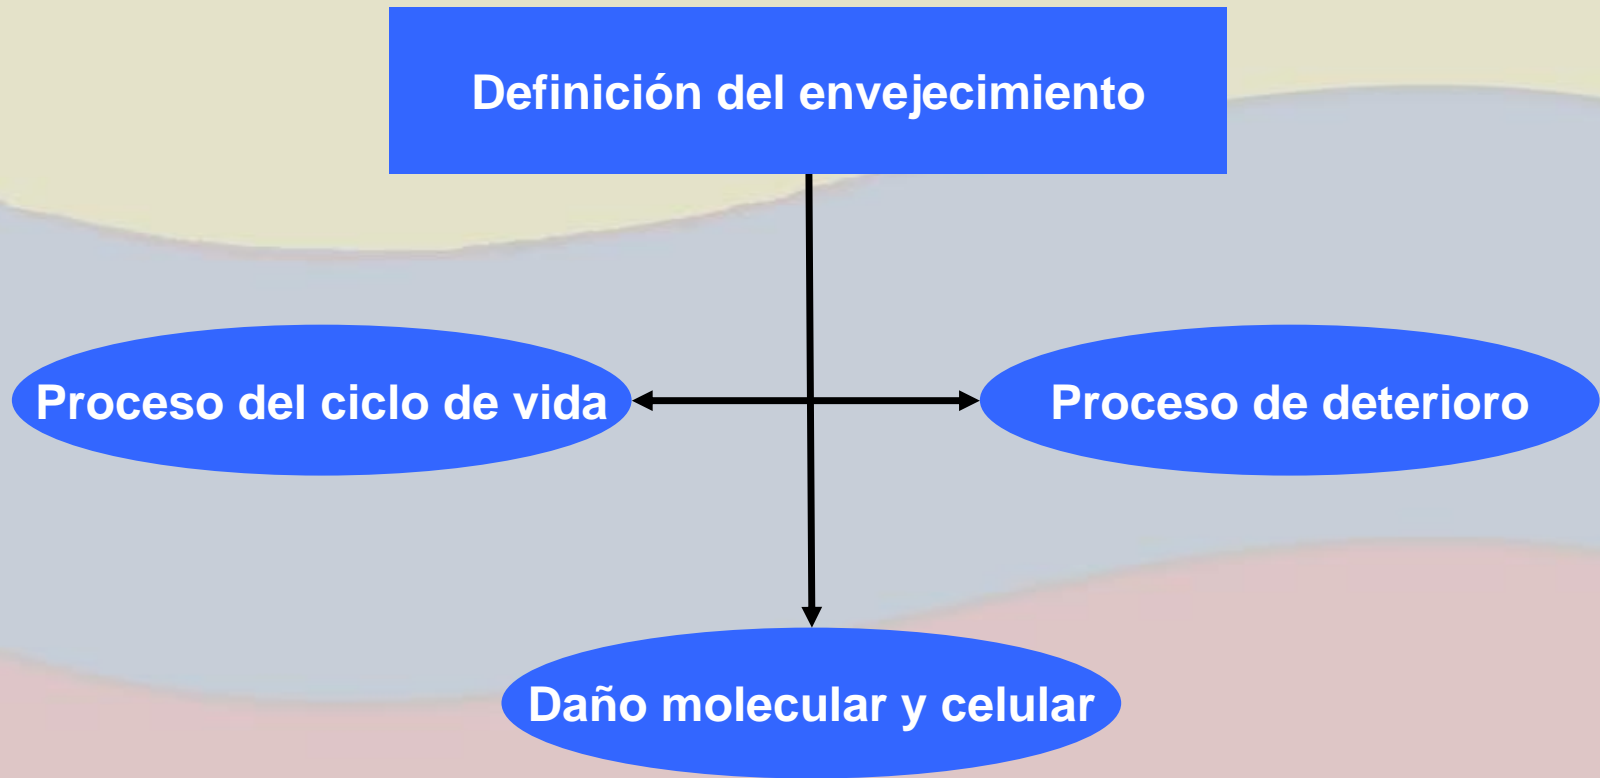 Definición del envejecimiento
Proceso del ciclo de vida
Proceso de deterioro
Daño molecular y celular